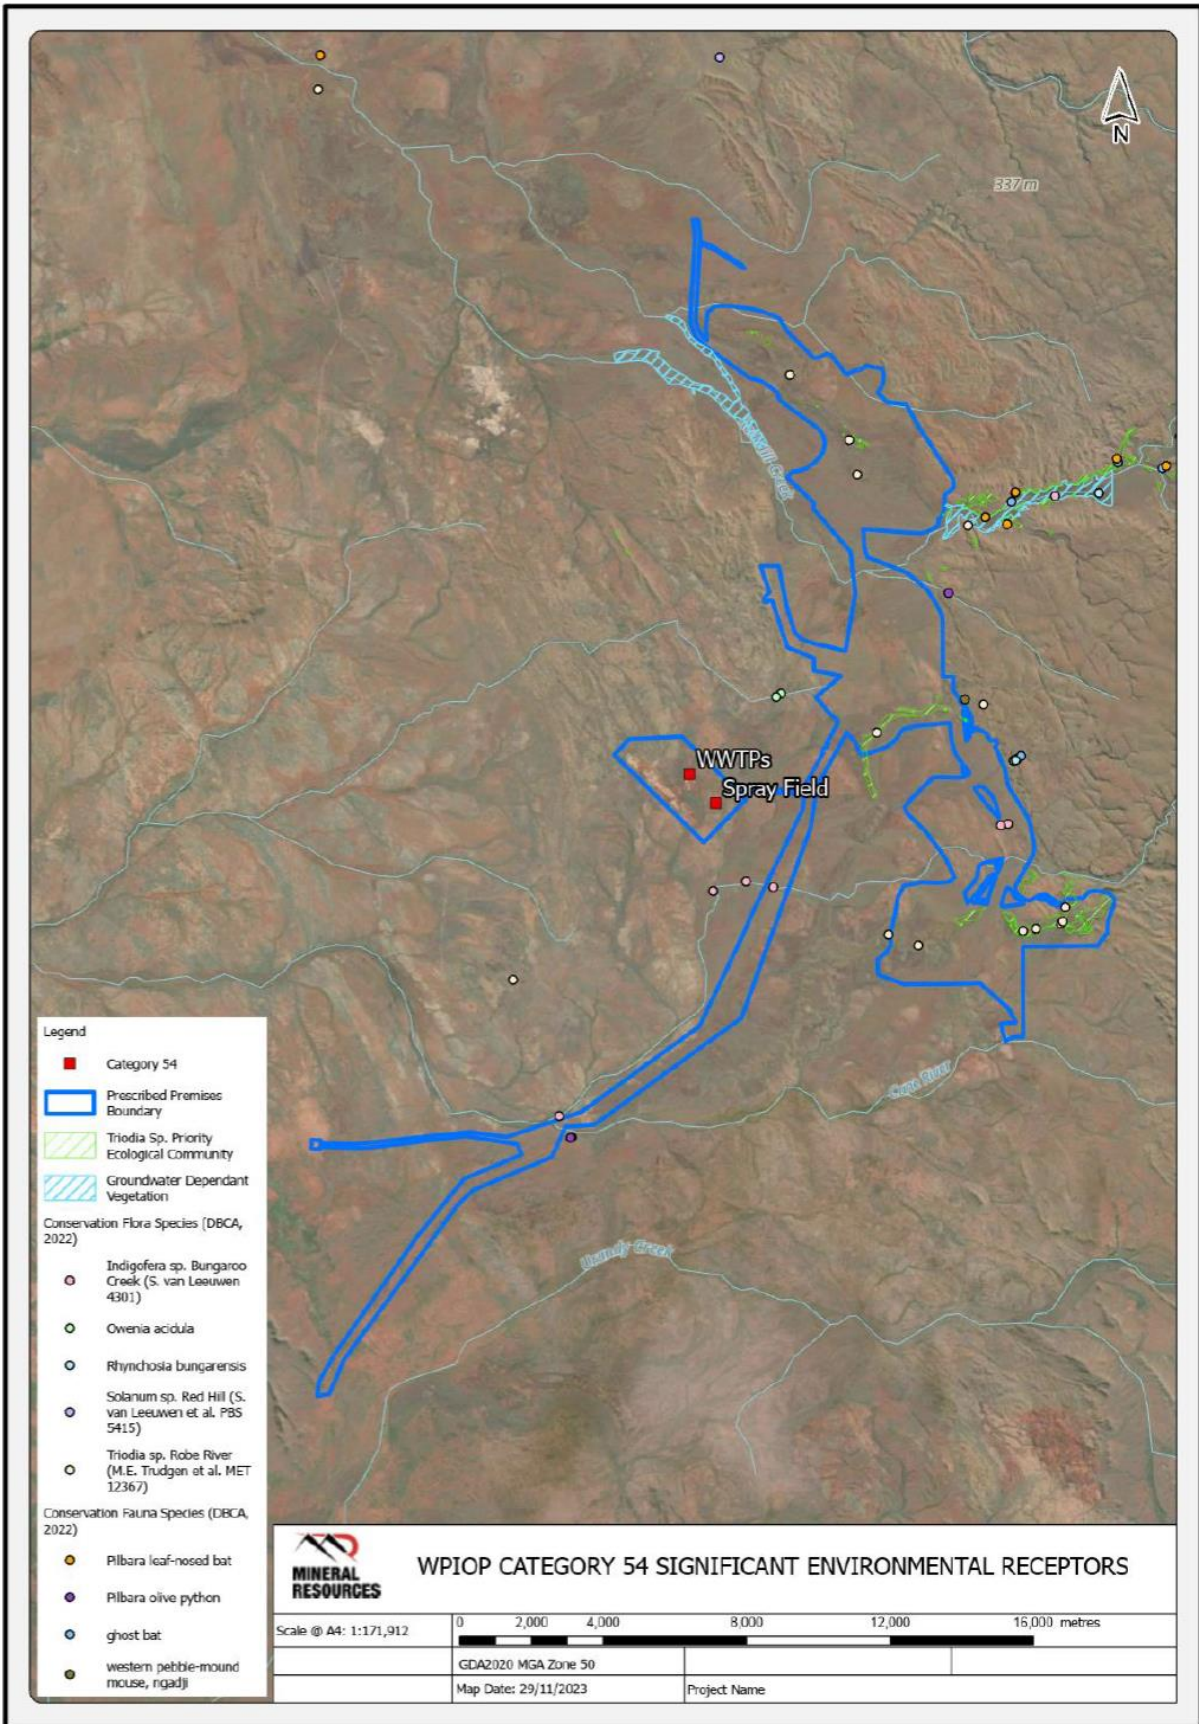 N
337 m
WWTPs
Spray Field
Cane River
Urandy Creek
Legend
Category 54
Prescribed Premises
Boundary
Triodia Sp. Priority
Ecological Community
Groundwater Dependant
Vegetation
Conservation Flora Species (DBCA,
2022)
Indigofera sp. Bungaroo
Creek (S. van Leeuwen
4301)
Owenia acidula
Rhynchosia bungarensis
Solanum sp. Red Hill (S.
van Leeuwen et al. PBS
5415)
Triodia sp. Robe River
(M.E. Trudgen et al. MET
12367)
Conservation Fauna Species (DBCA,
2022)
Pilbara leaf-nosed bat
Pilbara olive python
ghost bat
western pebble-mound
mouse, ngadji
MINERAL
RESOURCES
WPIOP CATEGORY 54 SIGNIFICANT ENVIRONMENTAL RECEPTORS
Scale @ A4: 1:171,912
0 2,000 4,000 8,000 12,000 16,000 metres
GDA2020 MGA Zone 50
Map Date: 29/11/2023
Project Name